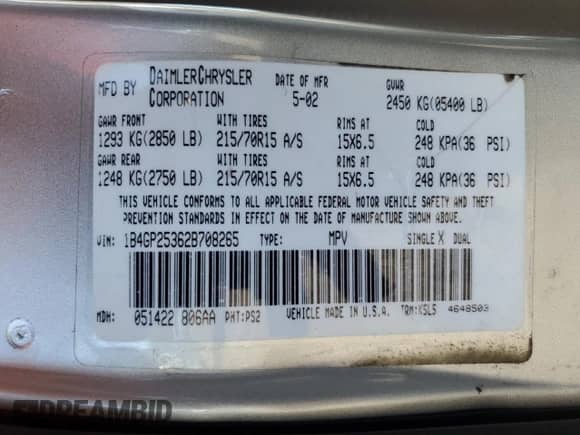 MFD BY DAIMLERCHRYSLER CORPORATION DATE OF MFR 5-02 GVWR 2450 KG(05400 LB)
GAWR FRONT WITH TIRES RIMS AT COLD
1293 KG(2850 LB) 215/70R15 A/S 15X6.5 248 KPA(36 PSI)
GAWR REAR WITH TIRES RIMS AT COLD
1248 KG(2750 LB) 215/70R15 A/S 15X6.5 248 KPA(36 PSI)
THIS VEHICLE CONFORMS TO ALL APPLICABLE FEDERAL MOTOR VEHICLE SAFETY AND THEFT
PREVENTION STANDARDS IN EFFECT ON THE DATE OF MANUFACTURE SHOWN ABOVE.
VIN: 1B4GP25362B708265 TYPE: MPV SINGLE X DUAL
MDH: 051422 806AA PNT:PS2 VEHICLE MADE IN U.S.A. TRM:K5L5 4648503
DREAMBID